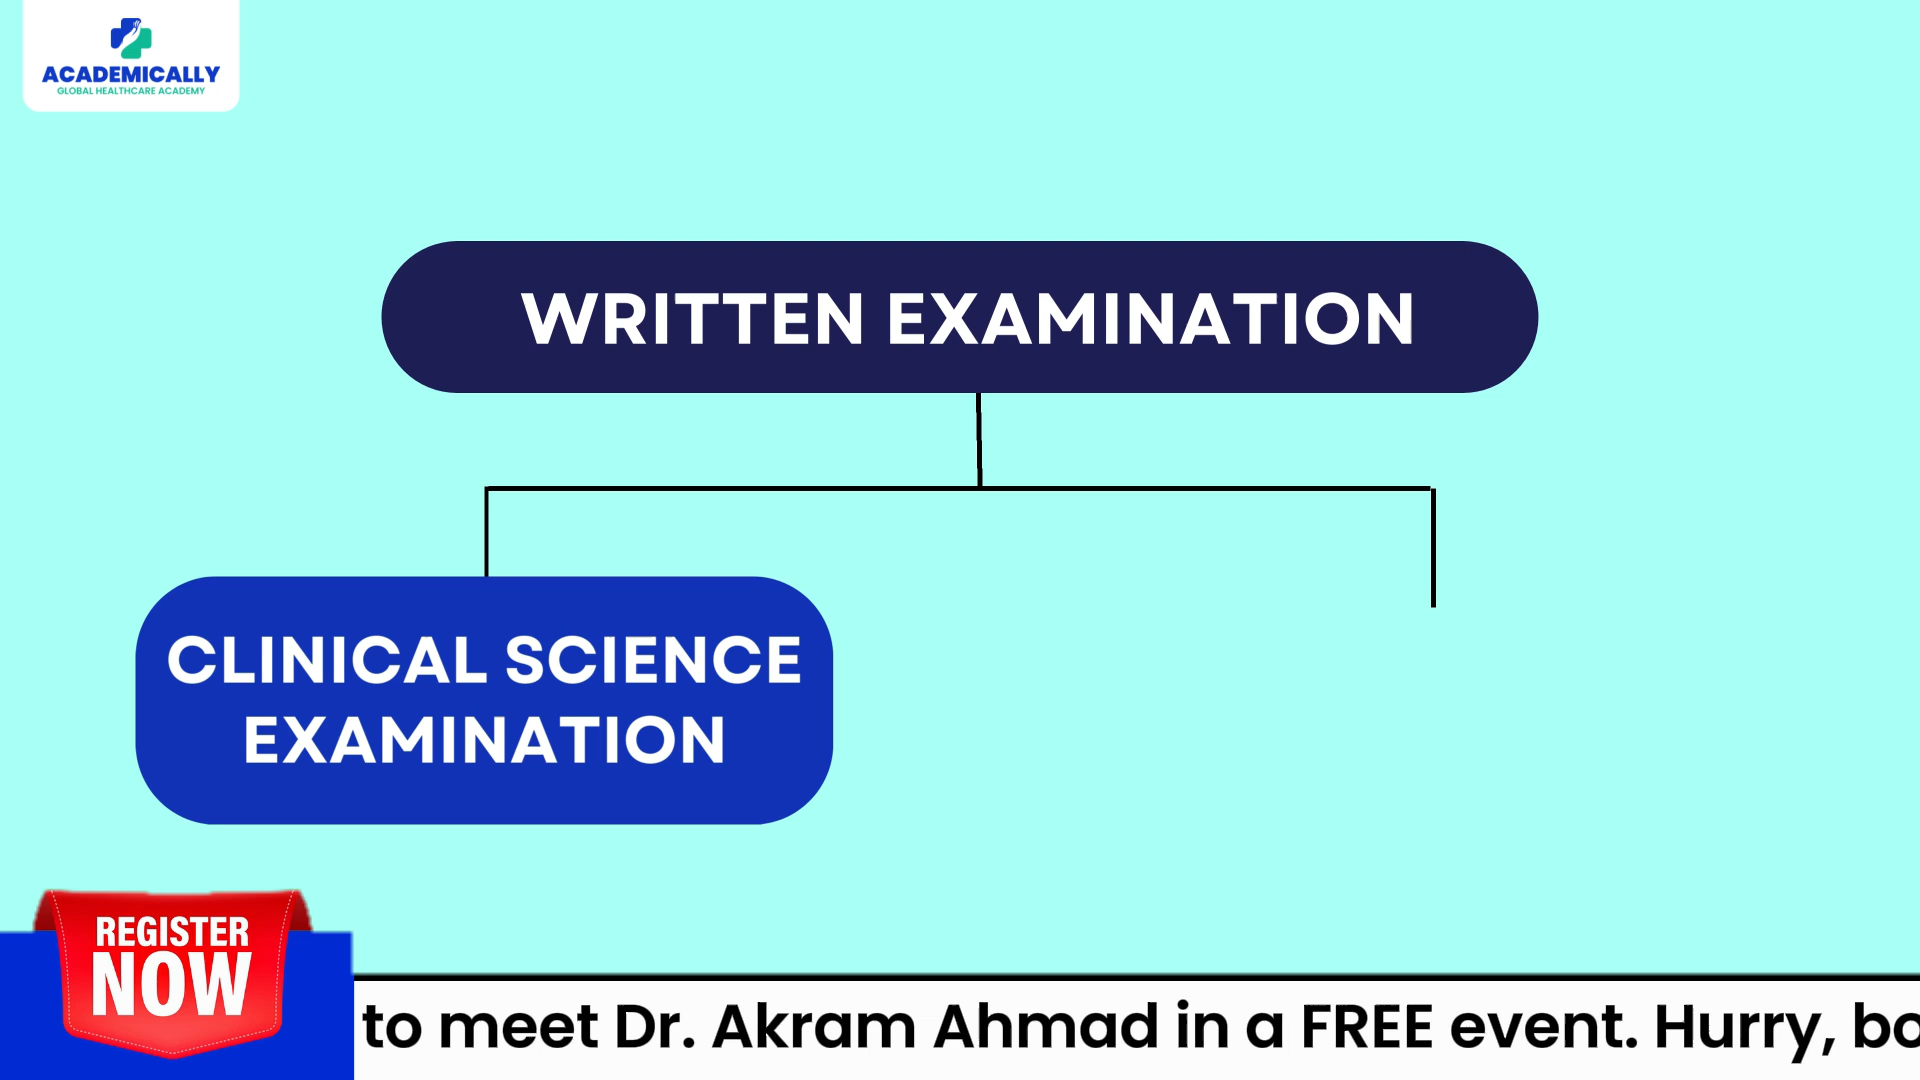 ACADEMICALLY
GLOBAL HEALTHCARE ACADEMY
WRITTEN EXAMINATION
CLINICAL SCIENCE
EXAMINATION
REGISTER
NOW
to meet Dr. Akram Ahmad in a FREE event. Hurry,